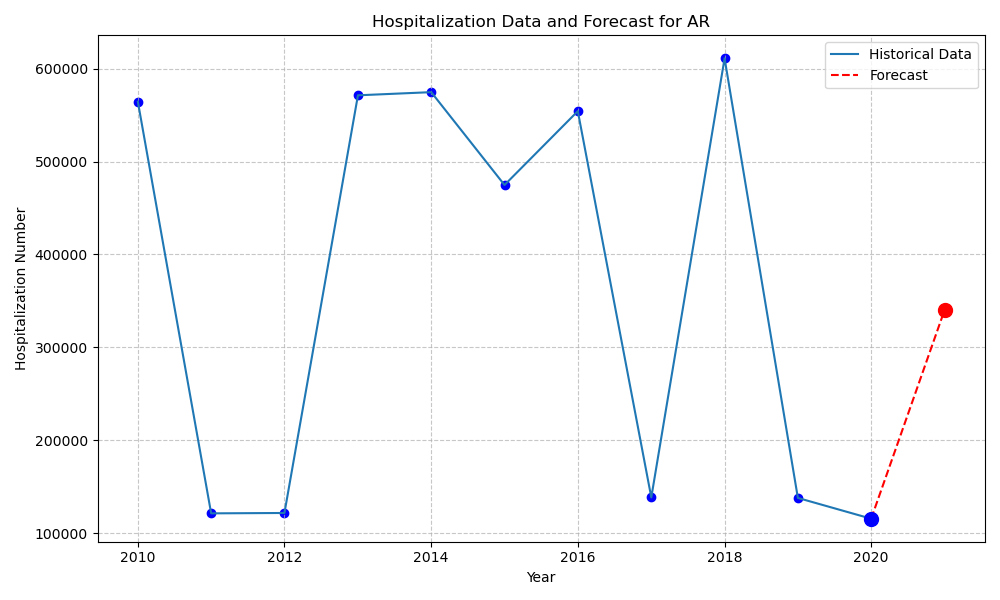 Hospitalization Data and Forecast for AR
Historical Data
Forecast
Hospitalization Number
600000
500000
400000
300000
200000
100000
2010 2012 2014 2016 2018 2020
Year